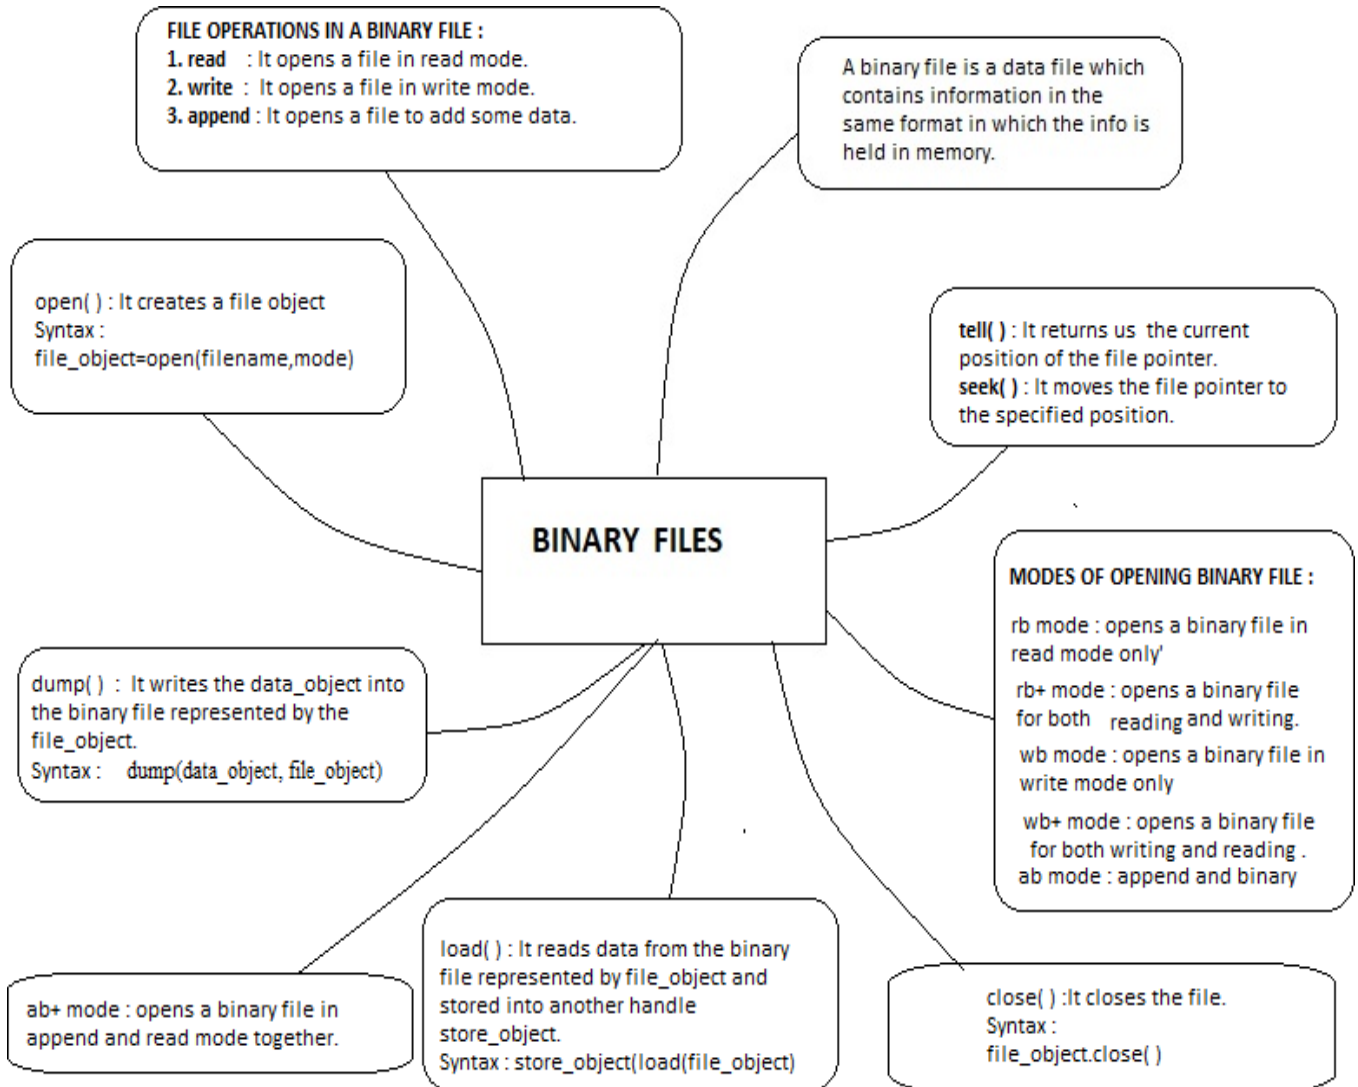 FILE OPERATIONS IN A BINARY FILE :
1. read : It opens a file in read mode.
2. write : It opens a file in write mode.
3. append : It opens a file to add some data.
A binary file is a data file which
contains information in the
same format in which the info is
held in memory.
open( ) : It creates a file object
Syntax :
file_object=open(filename,mode)
tell( ) : It returns us the current
position of the file pointer.
seek( ) : It moves the file pointer to
the specified position.
BINARY FILES
MODES OF OPENING BINARY FILE :
rb mode : opens a binary file in
read mode only'
rb+ mode : opens a binary file
for both reading and writing.
wb mode : opens a binary file in
write mode only
wb+ mode : opens a binary file
for both writing and reading .
ab mode : append and binary
dump( ) : It writes the data_object into
the binary file represented by the
file_object.
Syntax : dump(data_object, file_object)
ab+ mode : opens a binary file in
append and read mode together.
load( ) : It reads data from the binary
file represented by file_object and
stored into another handle
store_object.
Syntax : store_object(load(file_object)
close( ) :It closes the file.
Syntax :
file_object.close( )